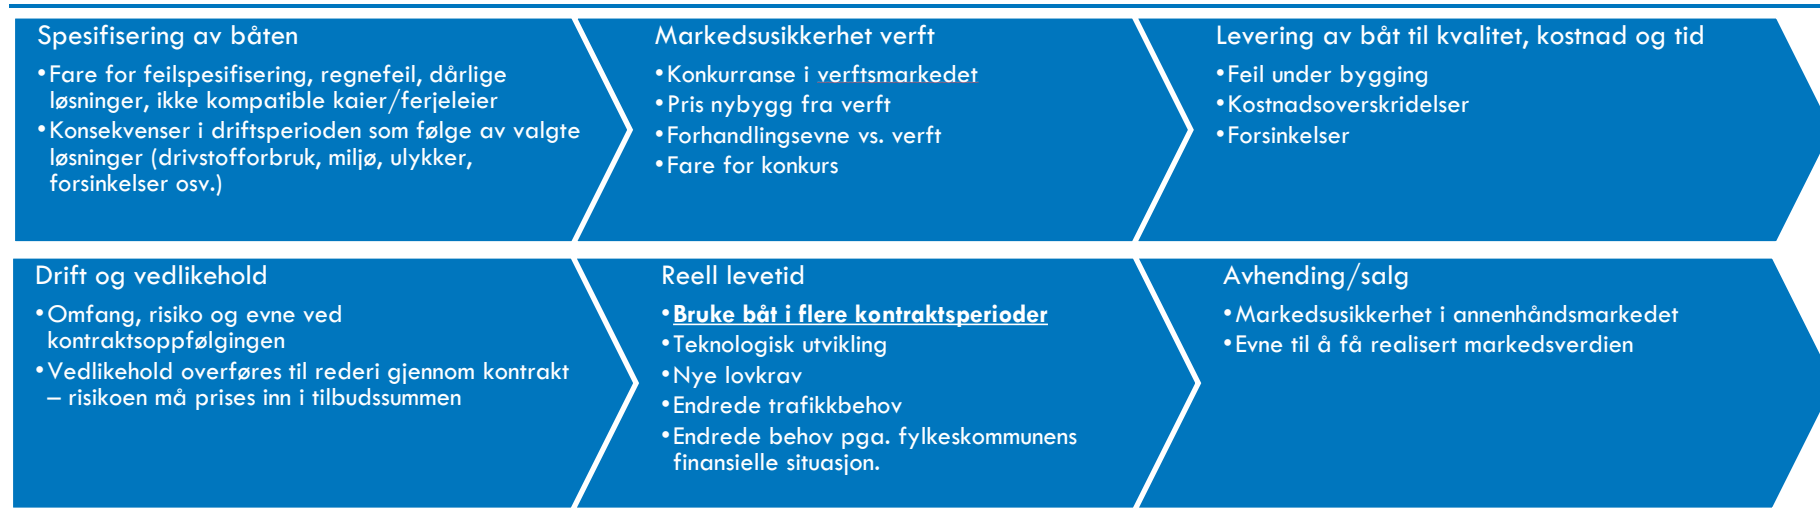 Spesifisering av båten
•Fare for feilspesifisering, regnefeil, dårlige
løsninger, ikke kompatible kaier/ferjeleier
•Konsekvenser i driftsperioden som følge av valgte
løsninger (drivstofforbruk, miljø, ulykker,
forsinkelser osv.)
Markedsusikkerhet verft
•Konkurranse i verftsmarkedet
•Pris nybygg fra verft
•Forhandlingsevne vs. verft
•Fare for konkurs
Levering av båt til kvalitet, kostnad og tid
•Feil under bygging
•Kostnadsoverskridelser
•Forsinkelser
Drift og vedlikehold
•Omfang, risiko og evne ved
kontraktsoppfølgingen
•Vedlikehold overføres til rederi gjennom kontrakt
– risikoen må prises inn i tilbudssummen
Reell levetid
•Bruke båt i flere kontraktsperioder
•Teknologisk utvikling
•Nye lovkrav
•Endrede trafikkbehov
•Endrede behov pga. fylkeskommunens
finansielle situasjon.
Avhending/salg
•Markedsusikkerhet i annenhåndsmarkedet
•Evne til å få realisert markedsverdien